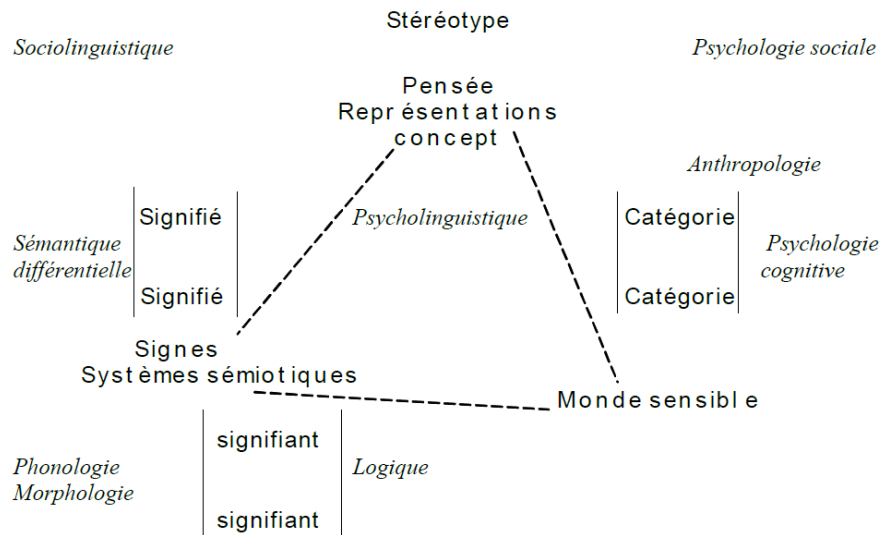 Stéréotype
Sociolinguistique
Psychologie sociale
Pensée
Représentations
concept
Anthropologie
Signifié
Psycholinguistique
Catégorie
Sémantique
différentielle
Psychologie
cognitive
Signifié
Catégorie
Signes
Systèmes sémiotiques
Monde sensible
signifiant
Phonologie
Morphologie
Logique
signifiant